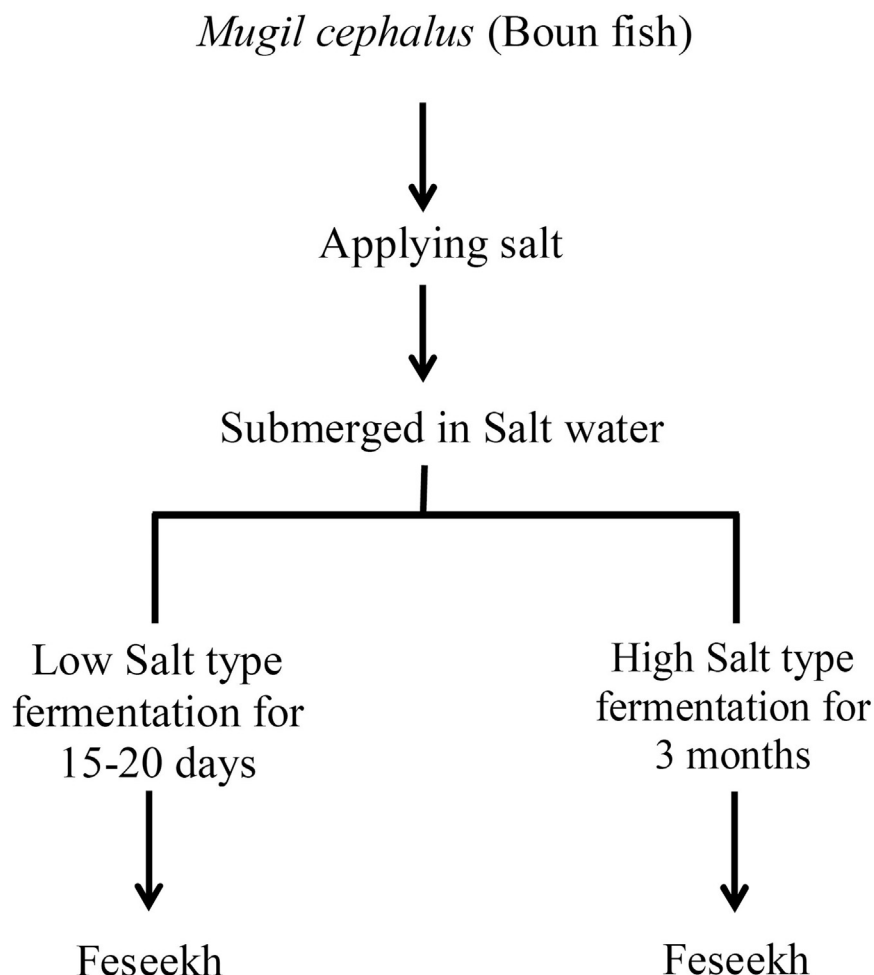 Mugil cephalus (Boun fish)
Applying salt
Submerged in Salt water
Low Salt type
fermentation for
15-20 days
High Salt type
fermentation for
3 months
Feseekh
Feseekh